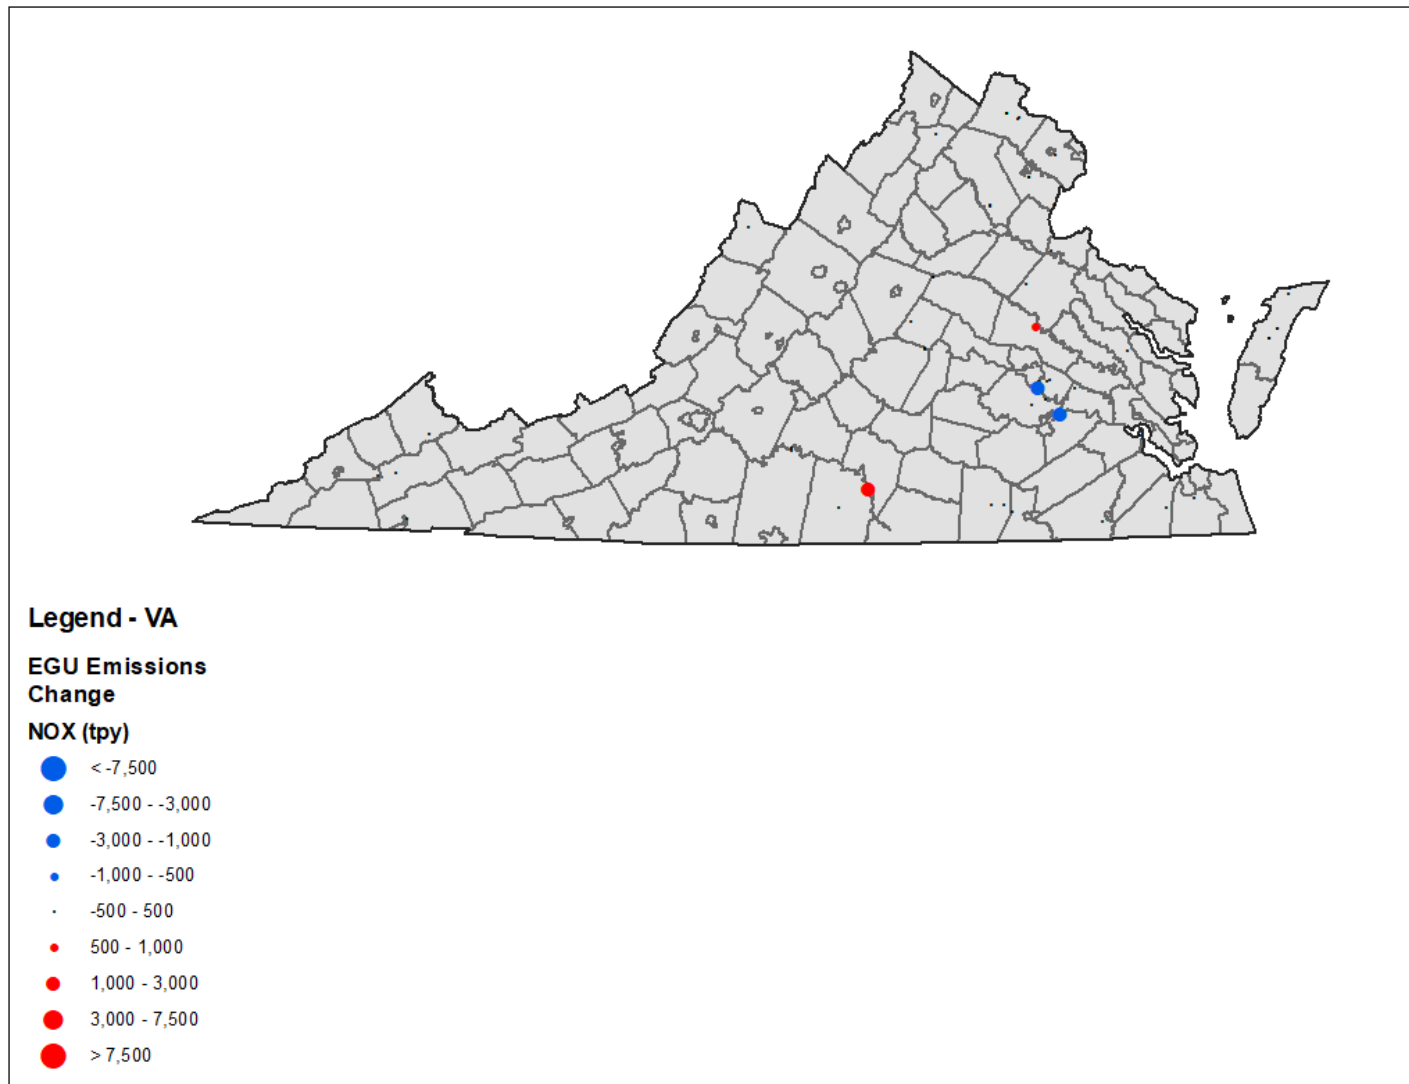 Legend - VA
EGU Emissions
Change
NOX (tpy)
< -7,500
-7,500 - -3,000
-3,000 - -1,000
-1,000 - -500
-500 - 500
500 - 1,000
1,000 - 3,000
3,000 - 7,500
> 7,500